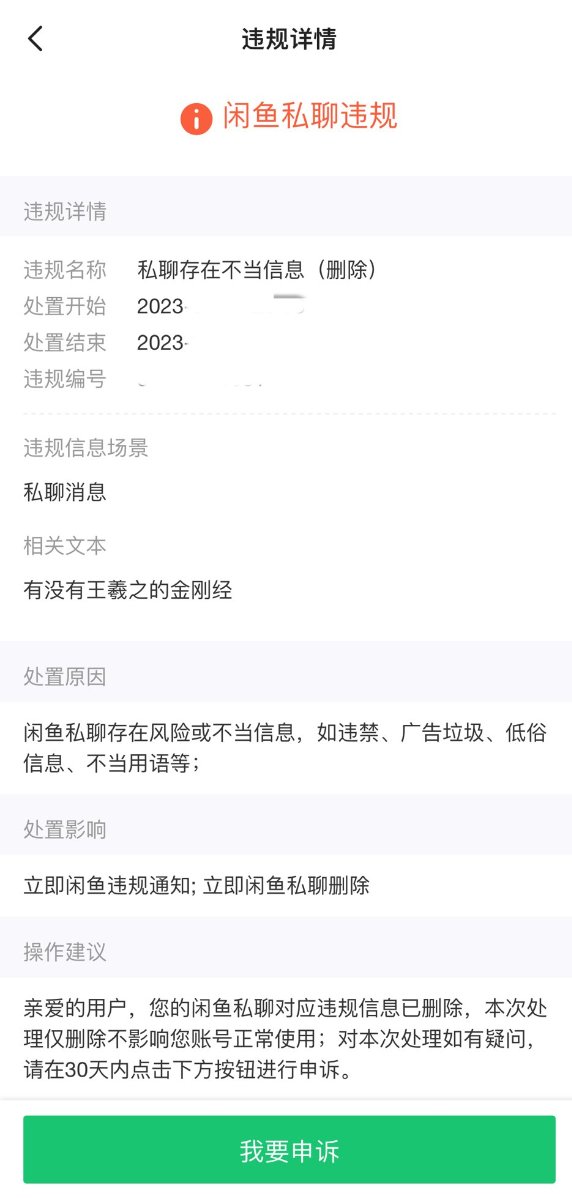 违规详情
闲鱼私聊违规
违规详情
违规名称 私聊存在不当信息（删除）
处置开始 2023-
处置结束 2023-
违规编号
违规信息场景
私聊消息
相关文本
有没有王羲之的金刚经
处置原因
闲鱼私聊存在风险或不当信息，如违禁、广告垃圾、低俗
信息、不当用语等；
处置影响
立即闲鱼违规通知; 立即闲鱼私聊删除
操作建议
亲爱的用户，您的闲鱼私聊对应违规信息已删除，本次处
理仅删除不影响您账号正常使用；对本次处理如有疑问，
请在30天内点击下方按钮进行申诉。
我要申诉